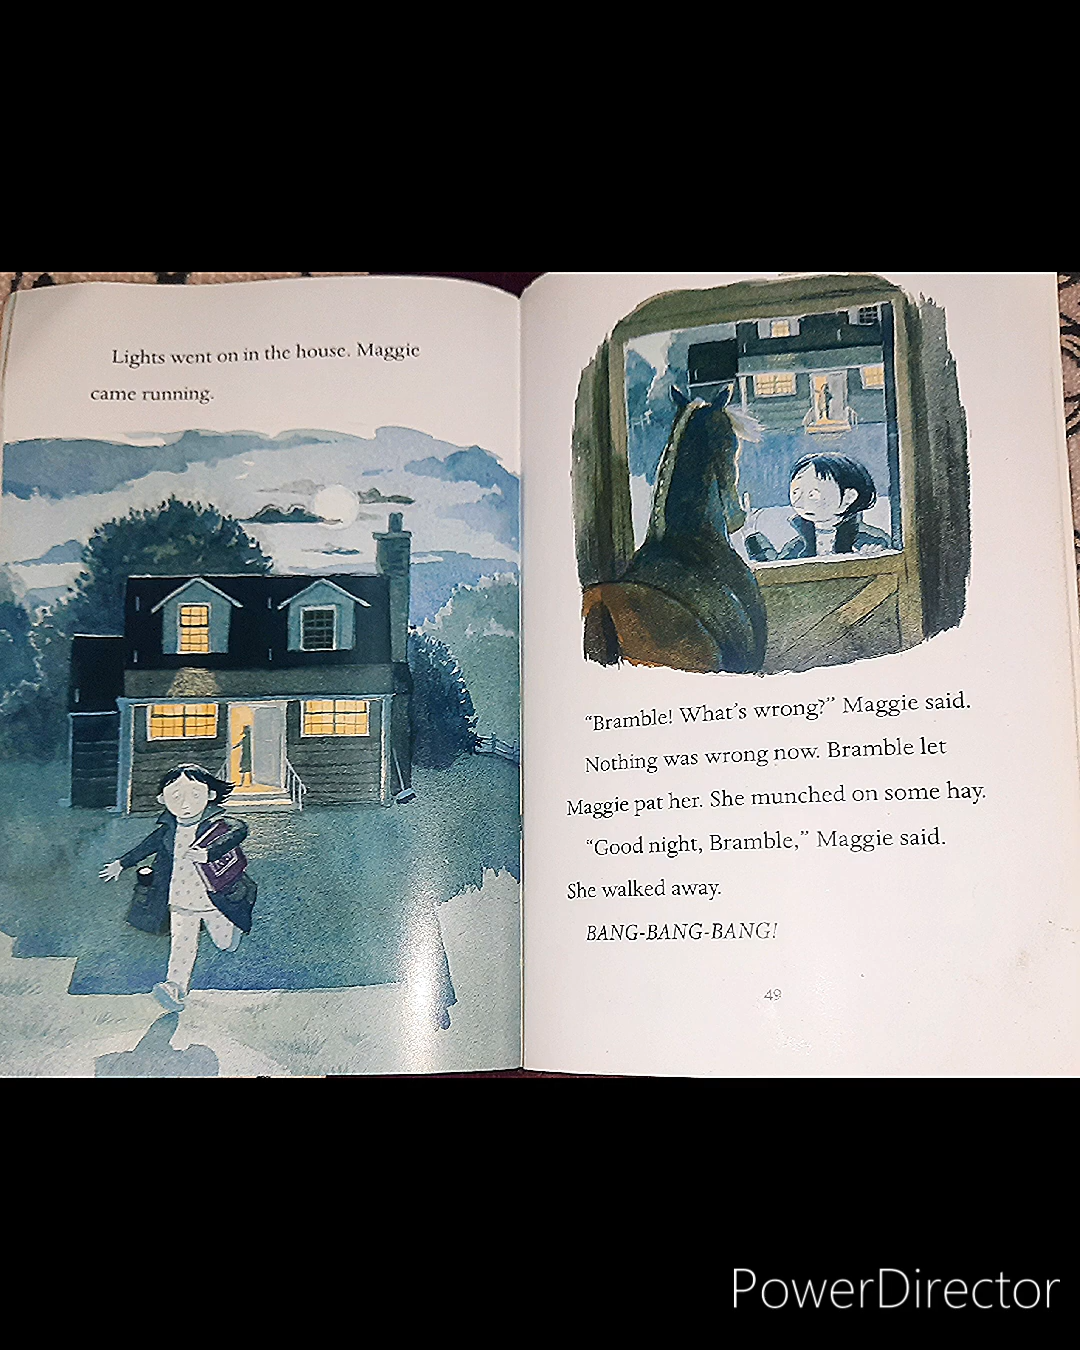 Lights went on in the house. Maggie
came running.
"Bramble! What's wrong?" Maggie said.
Nothing was wrong now. Bramble let
Maggie pat her. She munched on some hay.
"Good night, Bramble," Maggie said.
She walked away.
BANG-BANG-BANG!
49
PowerDirector